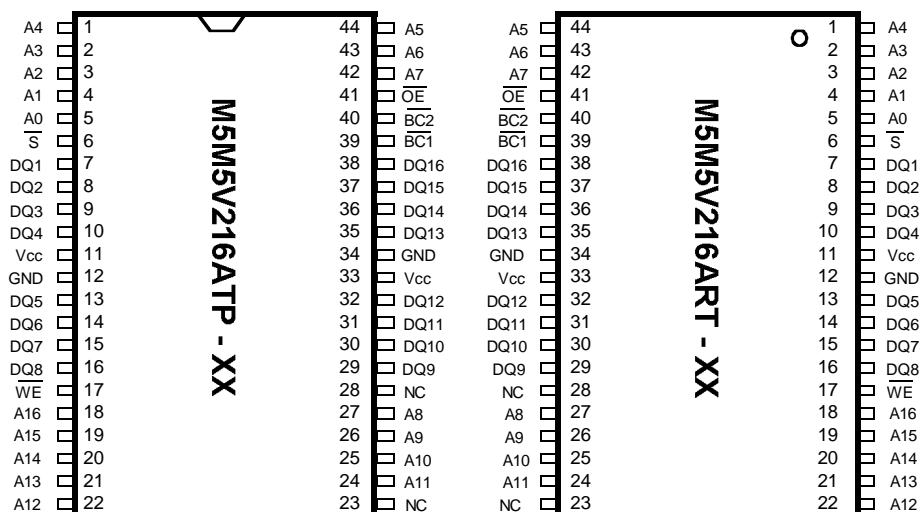 A4 1 44 A5
A3 2 43 A6
A2 3 42 A7
A1 4 41 OE
A0 5 40 BC2
S 6 39 BC1
DQ1 7 38 DQ16
DQ2 8 37 DQ15
DQ3 9 36 DQ14
DQ4 10 35 DQ13
Vcc 11 34 GND
GND 12 33 Vcc
DQ5 13 32 DQ12
DQ6 14 31 DQ11
DQ7 15 30 DQ10
DQ8 16 29 DQ9
WE 17 28 NC
A16 18 27 A8
A15 19 26 A9
A14 20 25 A10
A13 21 24 A11
A12 22 23 NC
M5M5V216ATP - XX
A5 44 1 A4
A6 43 2 A3
A7 42 3 A2
OE 41 4 A1
BC2 40 5 A0
BC1 39 6 S
DQ16 38 7 DQ1
DQ15 37 8 DQ2
DQ14 36 9 DQ3
DQ13 35 10 DQ4
GND 34 11 Vcc
Vcc 33 12 GND
DQ12 32 13 DQ5
DQ11 31 14 DQ6
DQ10 30 15 DQ7
DQ9 29 16 DQ8
NC 28 17 WE
A8 27 18 A16
A9 26 19 A15
A10 25 20 A14
A11 24 21 A13
NC 23 22 A12
M5M5V216ART - XX